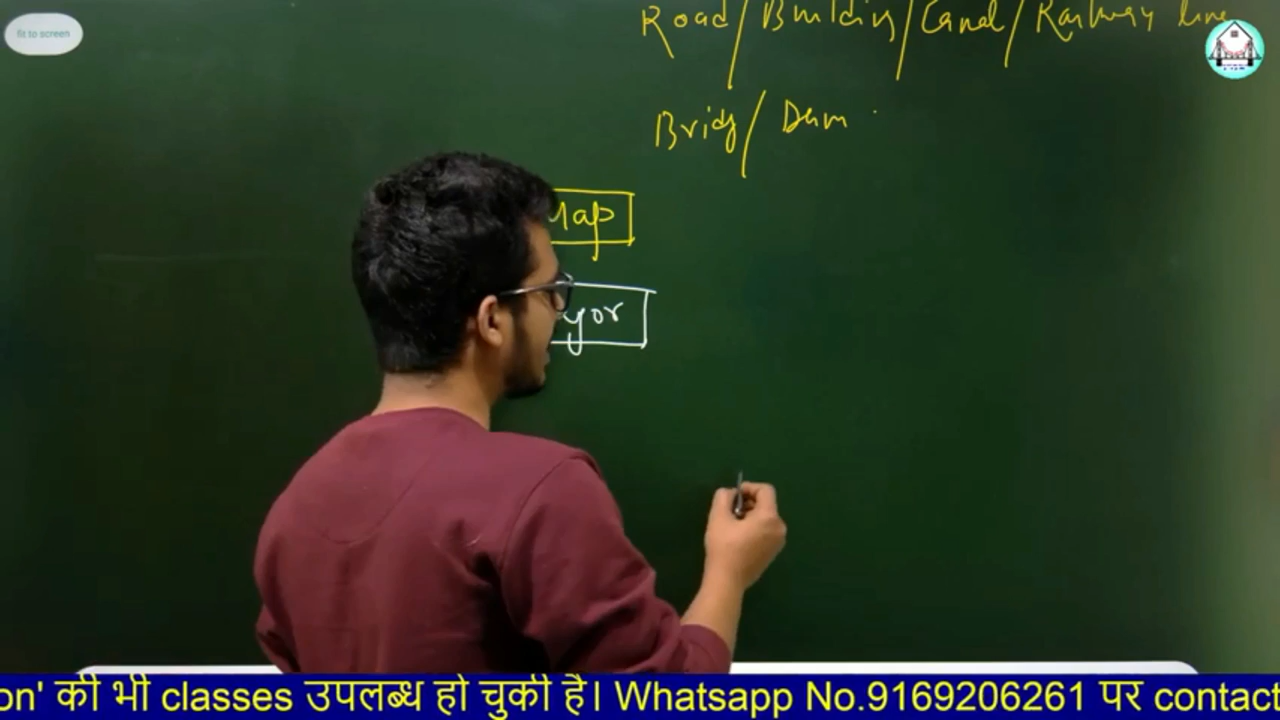 fit to screen
Road/Building/Canal/Railway line
Bridg/Dam
Map
yor
on' की भी classes उपलब्ध हो चुकी है। Whatsapp No.9169206261 पर contact